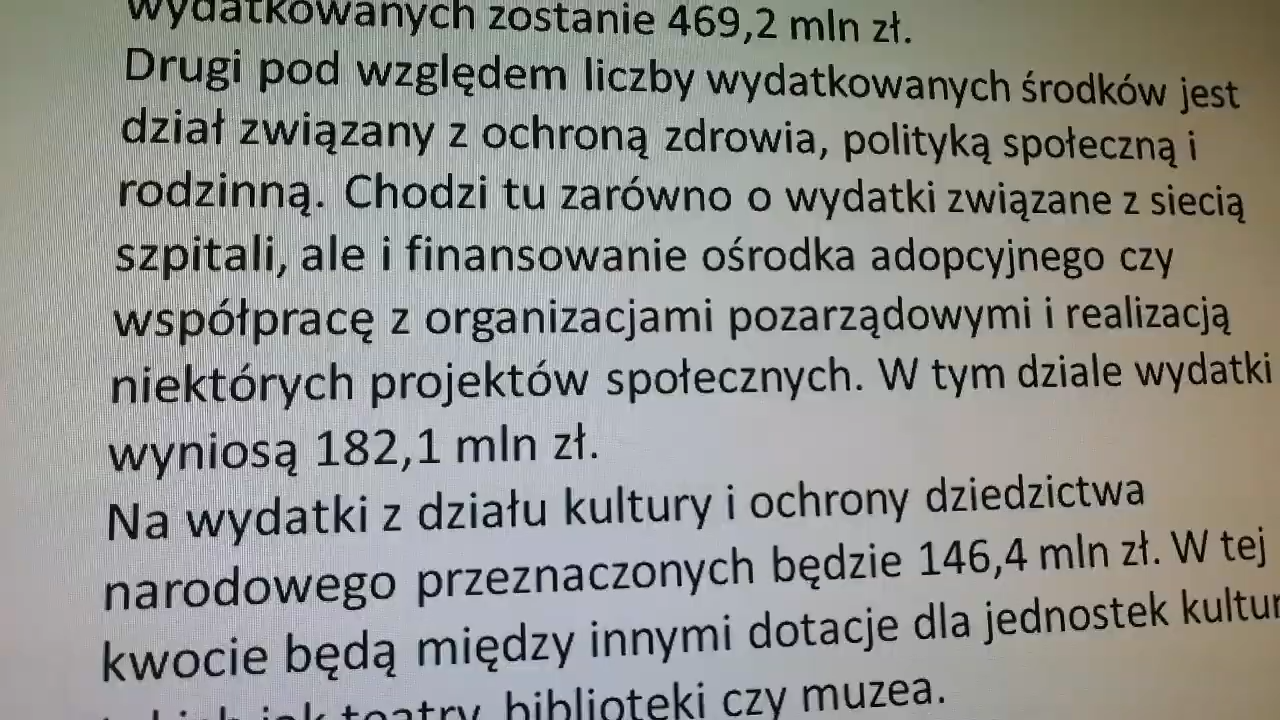 wydatkowanych zostanie 469,2 mln zł.
Drugi pod względem liczby wydatkowanych środków jest
dział związany z ochroną zdrowia, polityką społeczną i
rodzinną. Chodzi tu zarówno o wydatki związane z siecią
szpitali, ale i finansowanie ośrodka adopcyjnego czy
współpracę z organizacjami pozarządowymi i realizacją
niektórych projektów społecznych. W tym dziale wydatki
wyniosą 182,1 mln zł.
Na wydatki z działu kultury i ochrony dziedzictwa
narodowego przeznaczonych będzie 146,4 mln zł. W tej
kwocie będą między innymi dotacje dla jednostek kultur
jak teatry, biblioteki czy muzea.